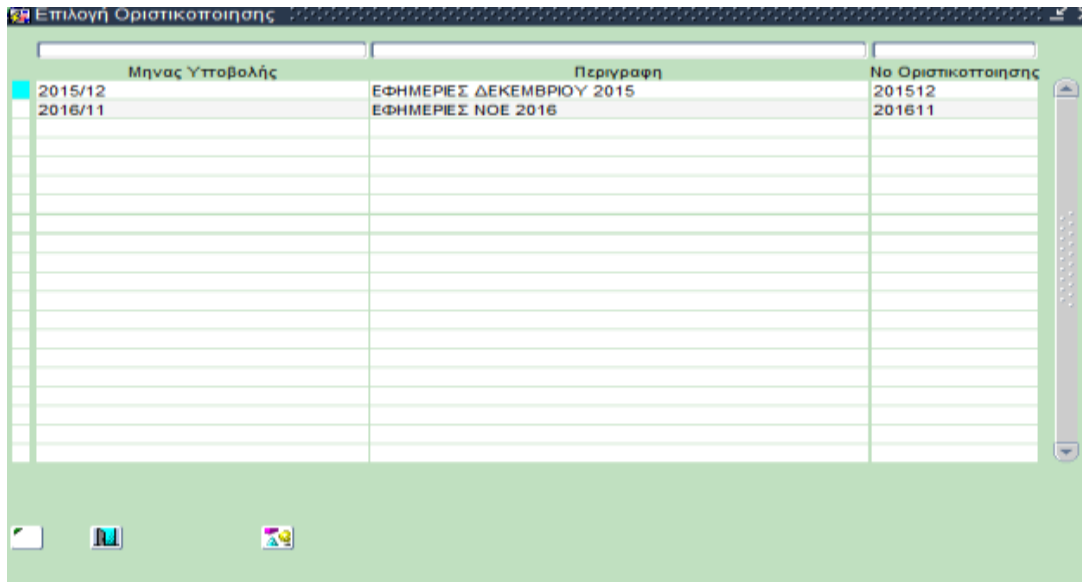 Επιλογή Οριστικοποιησης
Μηνας Υποβολής Περιγραφη Νο Οριστικοποιησης
2015/12 ΕΦΗΜΕΡΙΕΣ ΔΕΚΕΜΒΡΙΟΥ 2015 201512
2016/11 ΕΦΗΜΕΡΙΕΣ ΝΟΕ 2016 201611